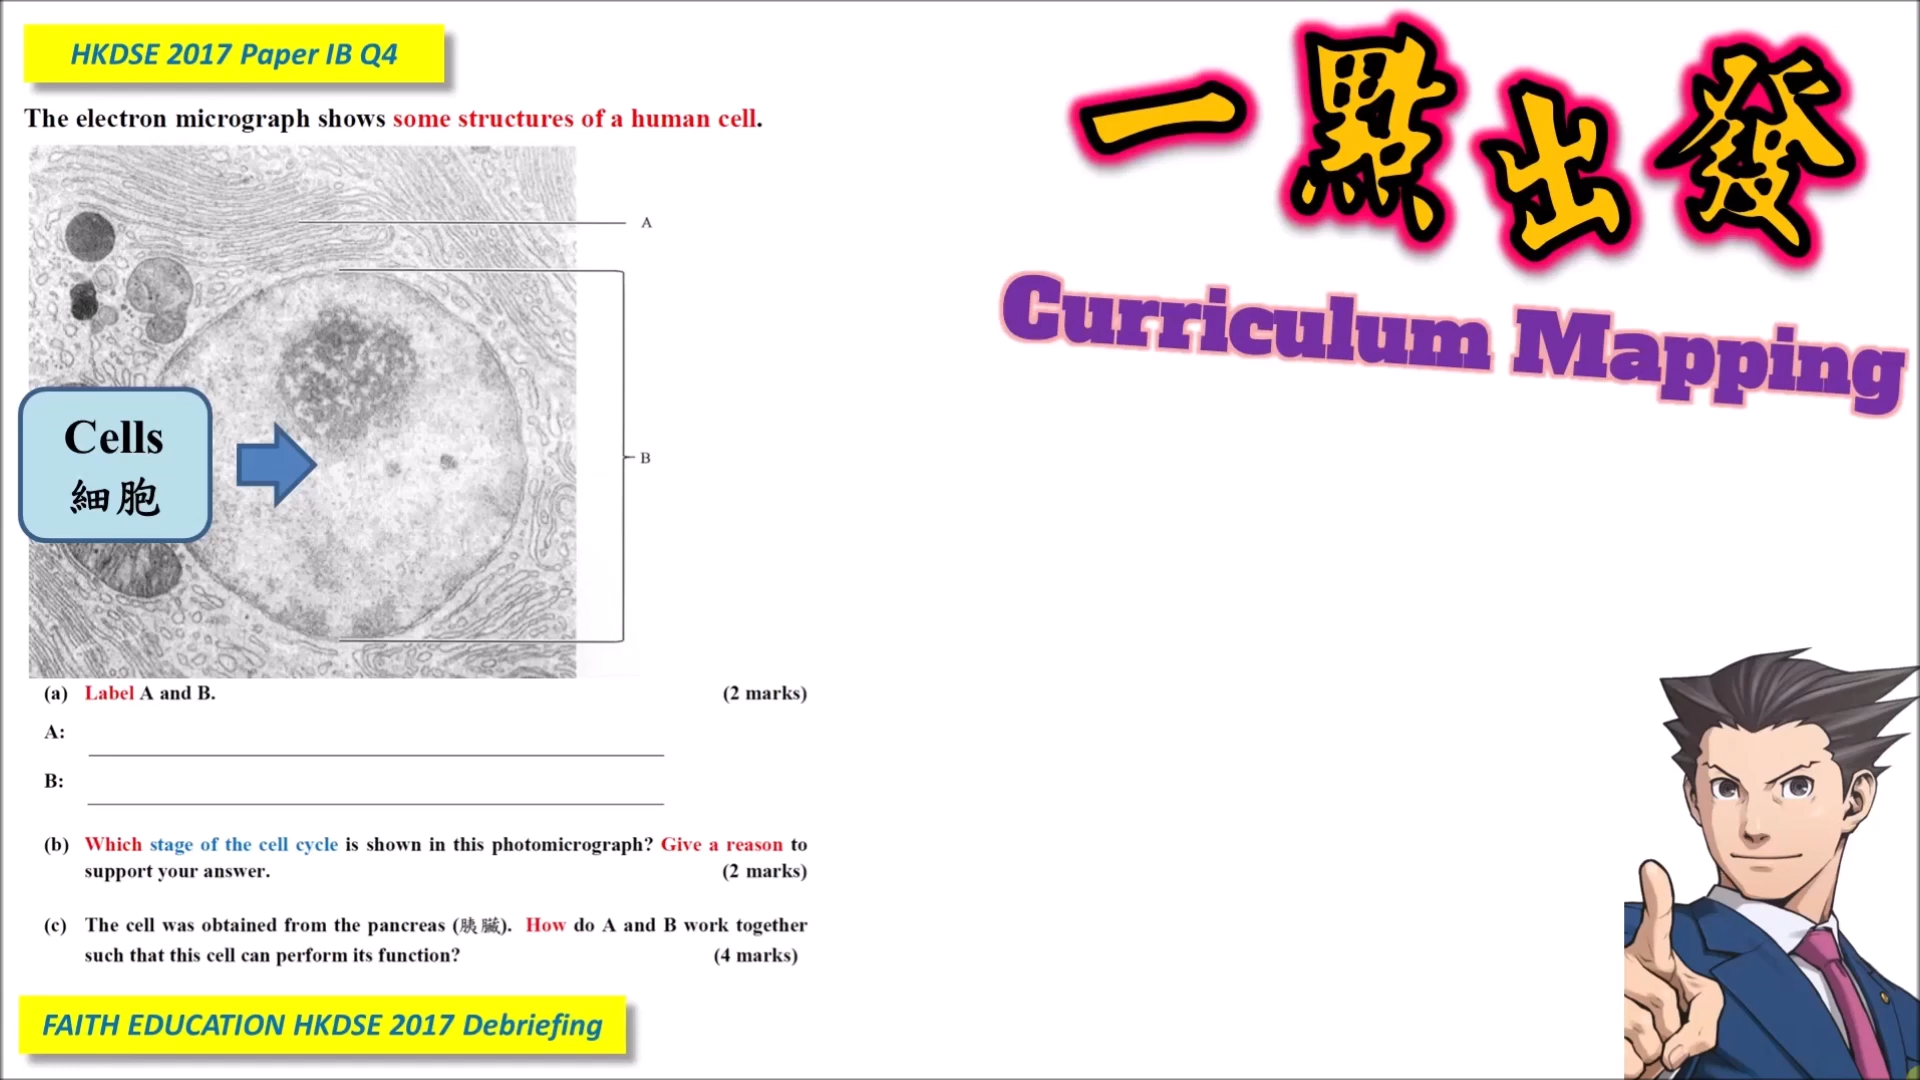 HKDSE 2017 Paper IB Q4
The electron micrograph shows some structures of a human cell.
A
B
Cells
細胞
(a) Label A and B. (2 marks)
A:
B:
(b) Which stage of the cell cycle is shown in this photomicrograph? Give a reason to
support your answer. (2 marks)
(c) The cell was obtained from the pancreas (胰臟). How do A and B work together
such that this cell can perform its function? (4 marks)
FAITH EDUCATION HKDSE 2017 Debriefing
一點出發
Curriculum Mapping